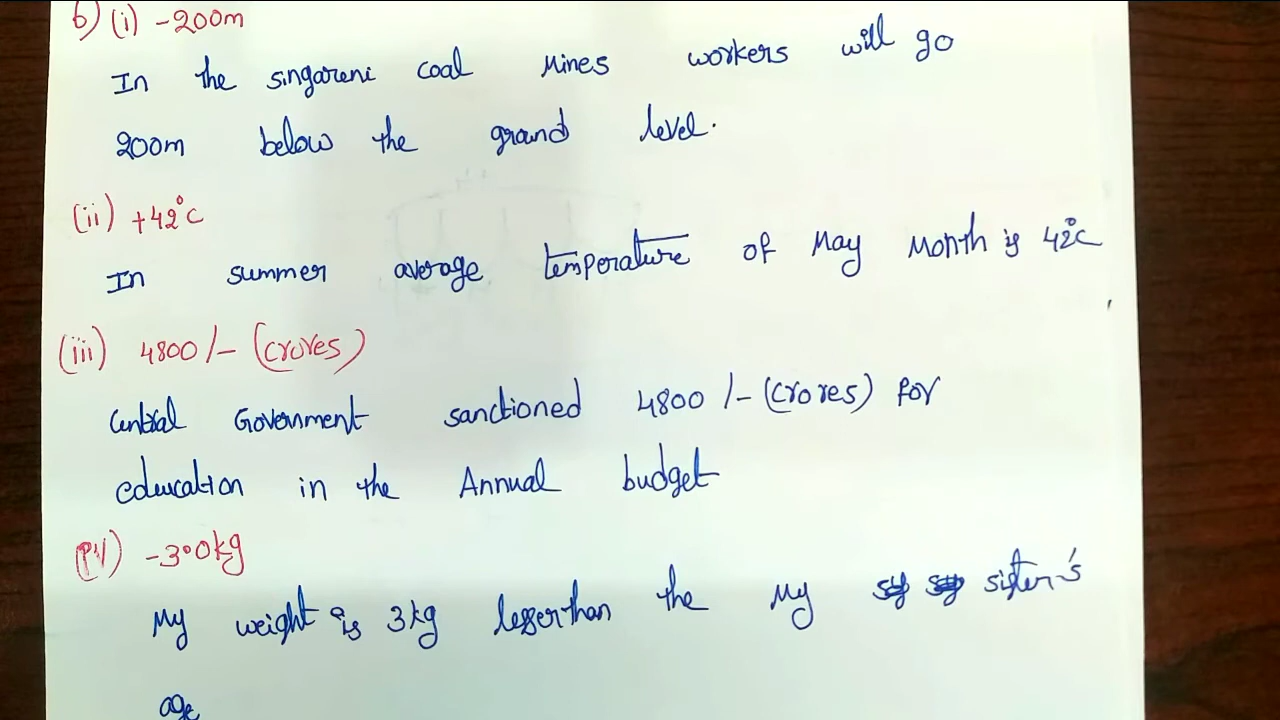 b) (i) -200m
In the singareni coal Mines workers will go
200m below the grand level.
(ii) +42°C
In summer average temperature of May Month is 42°C
(iii) 4800/- (crores)
Central Government sanctioned 4800/- (crores) for
education in the Annual budget
(iv) -3.0kg
My weight is 3kg lesser than the My sister's
age